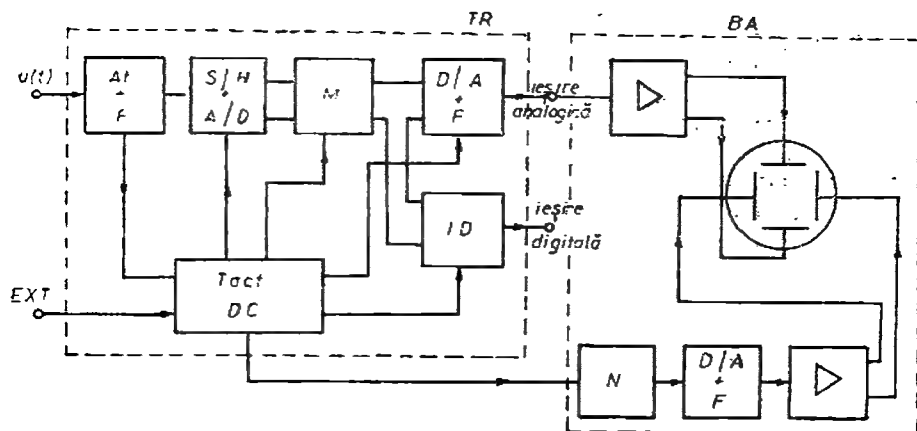 TR
BA
u(t)
At
+
F
S/H
+
A/D
M
D/A
+
F
ieșire
analogică
ID
ieșire
digitală
EXT
Tact
DC
N
D/A
+
F